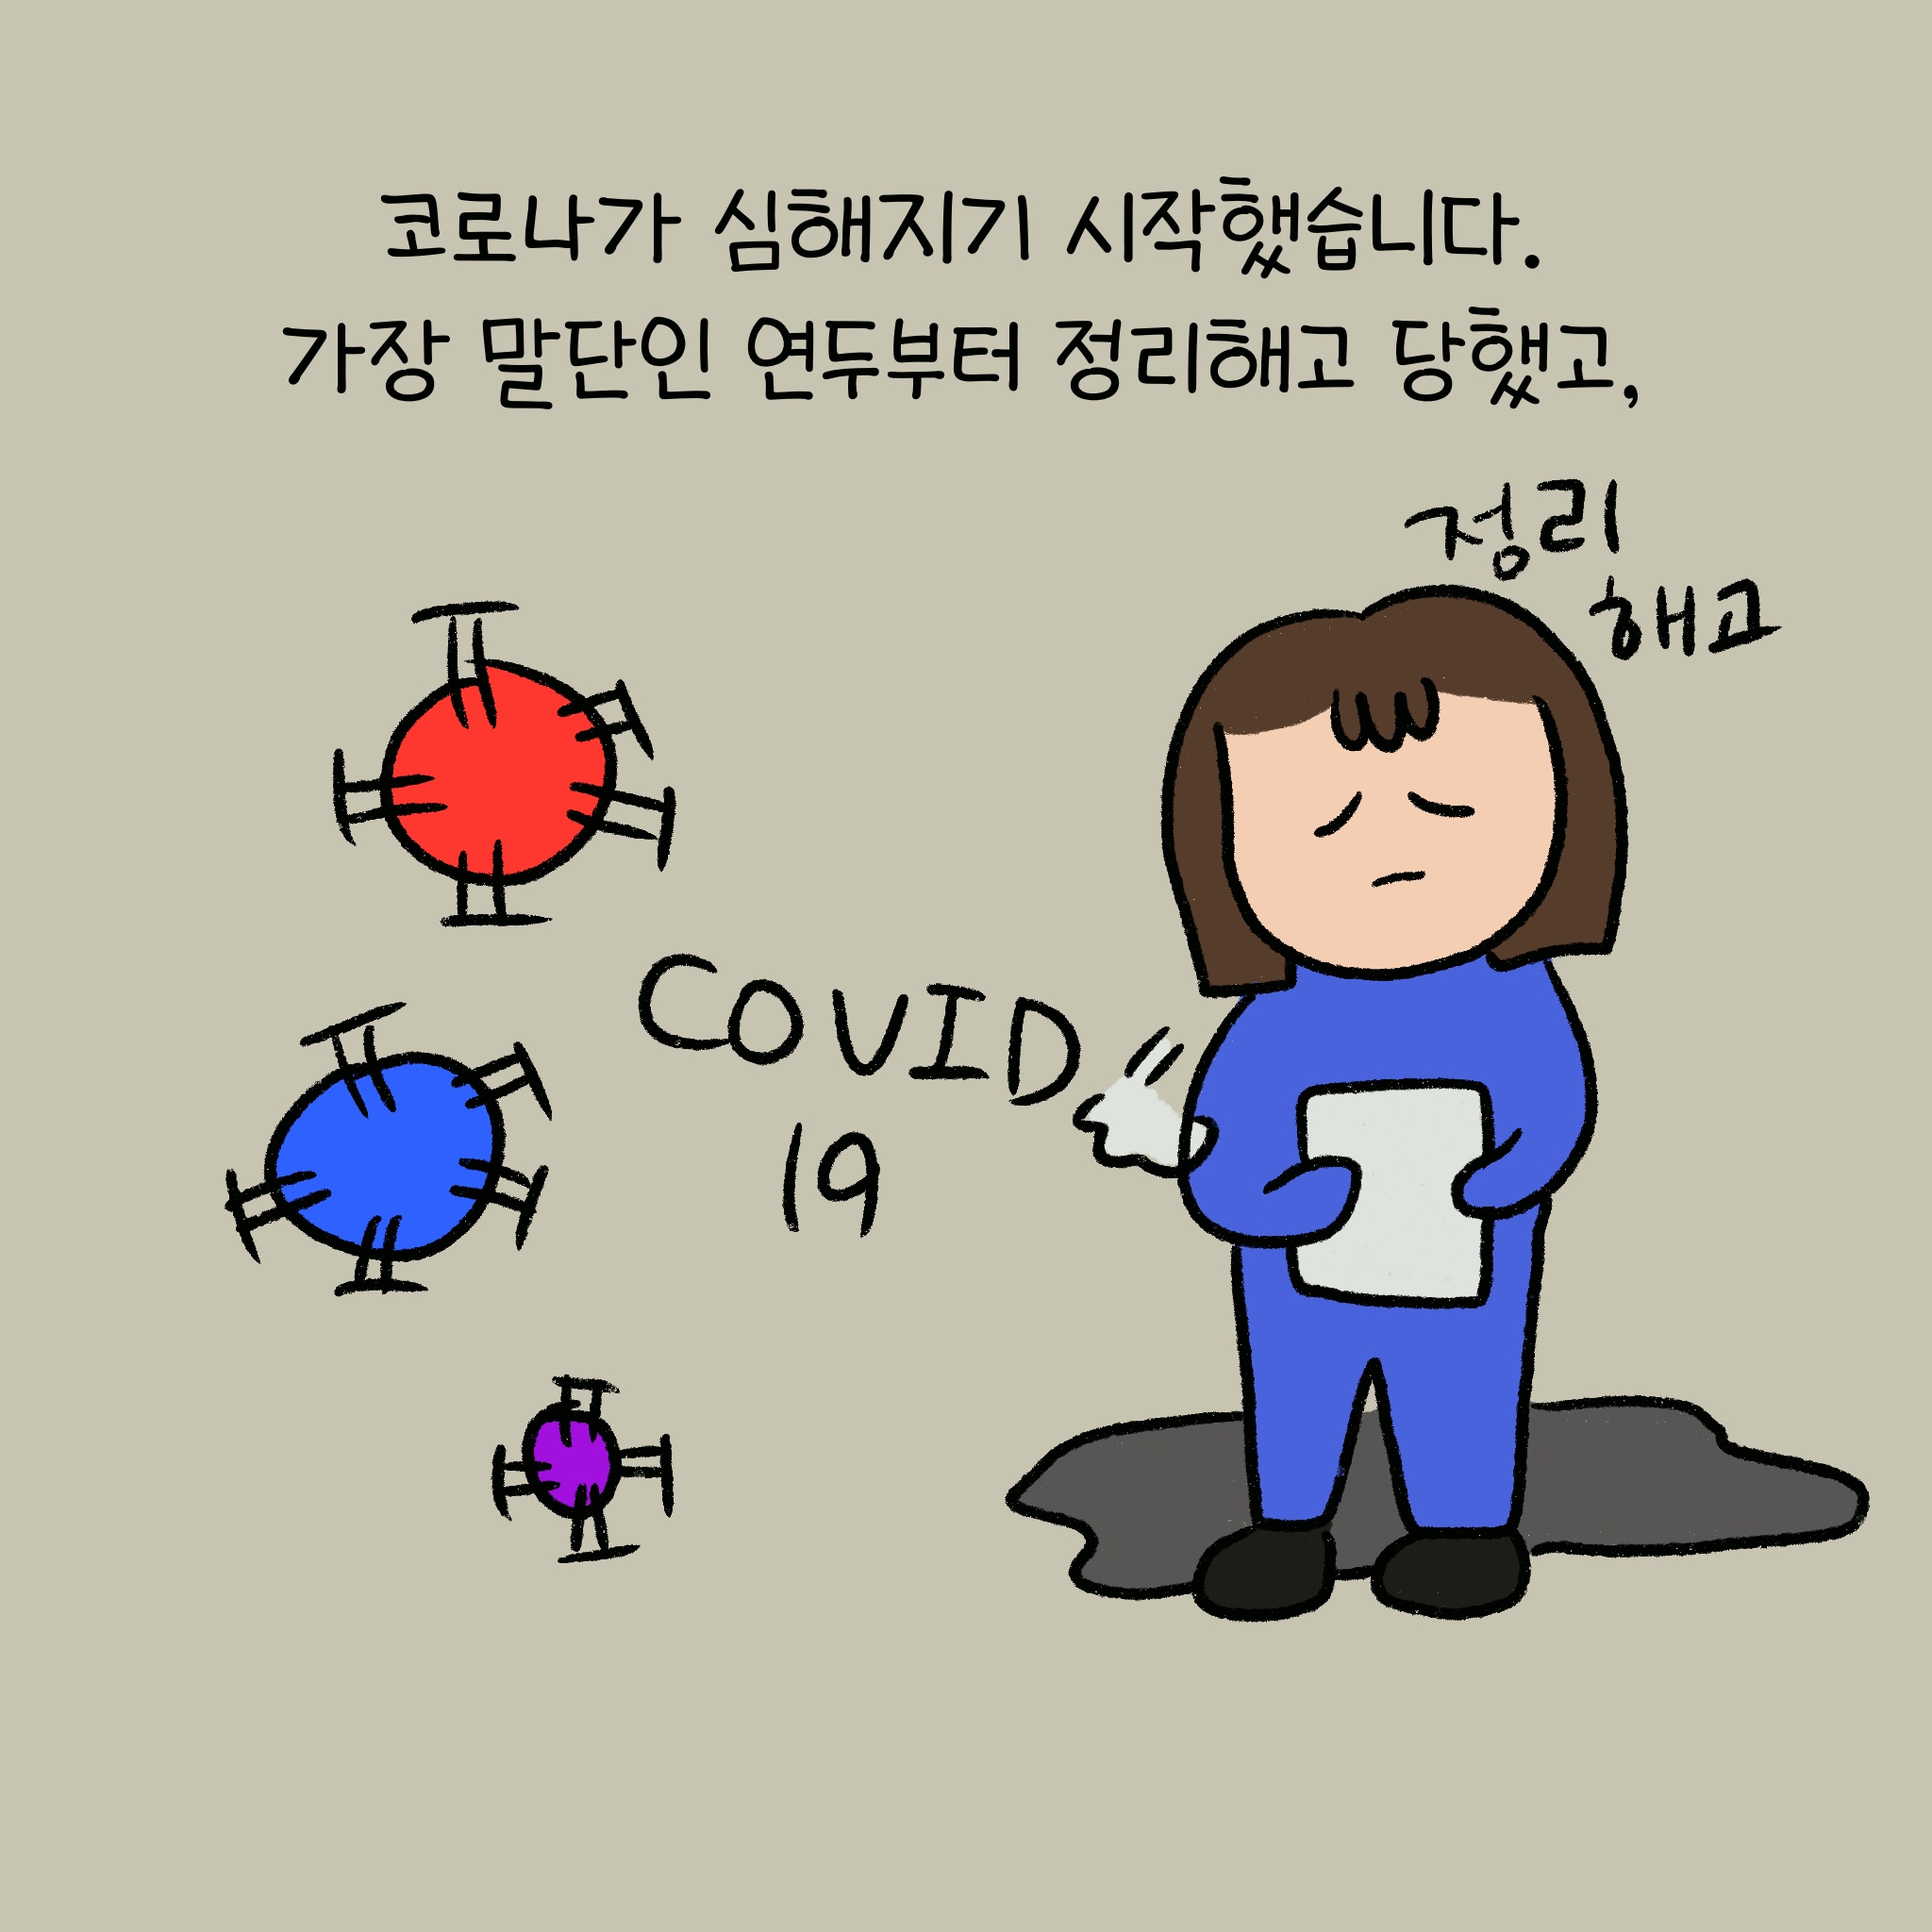 코로나가 심해지기 시작했습니다.
가장 말단인 연두부터 정리해고 당했고,
정리
해고
COVID
19